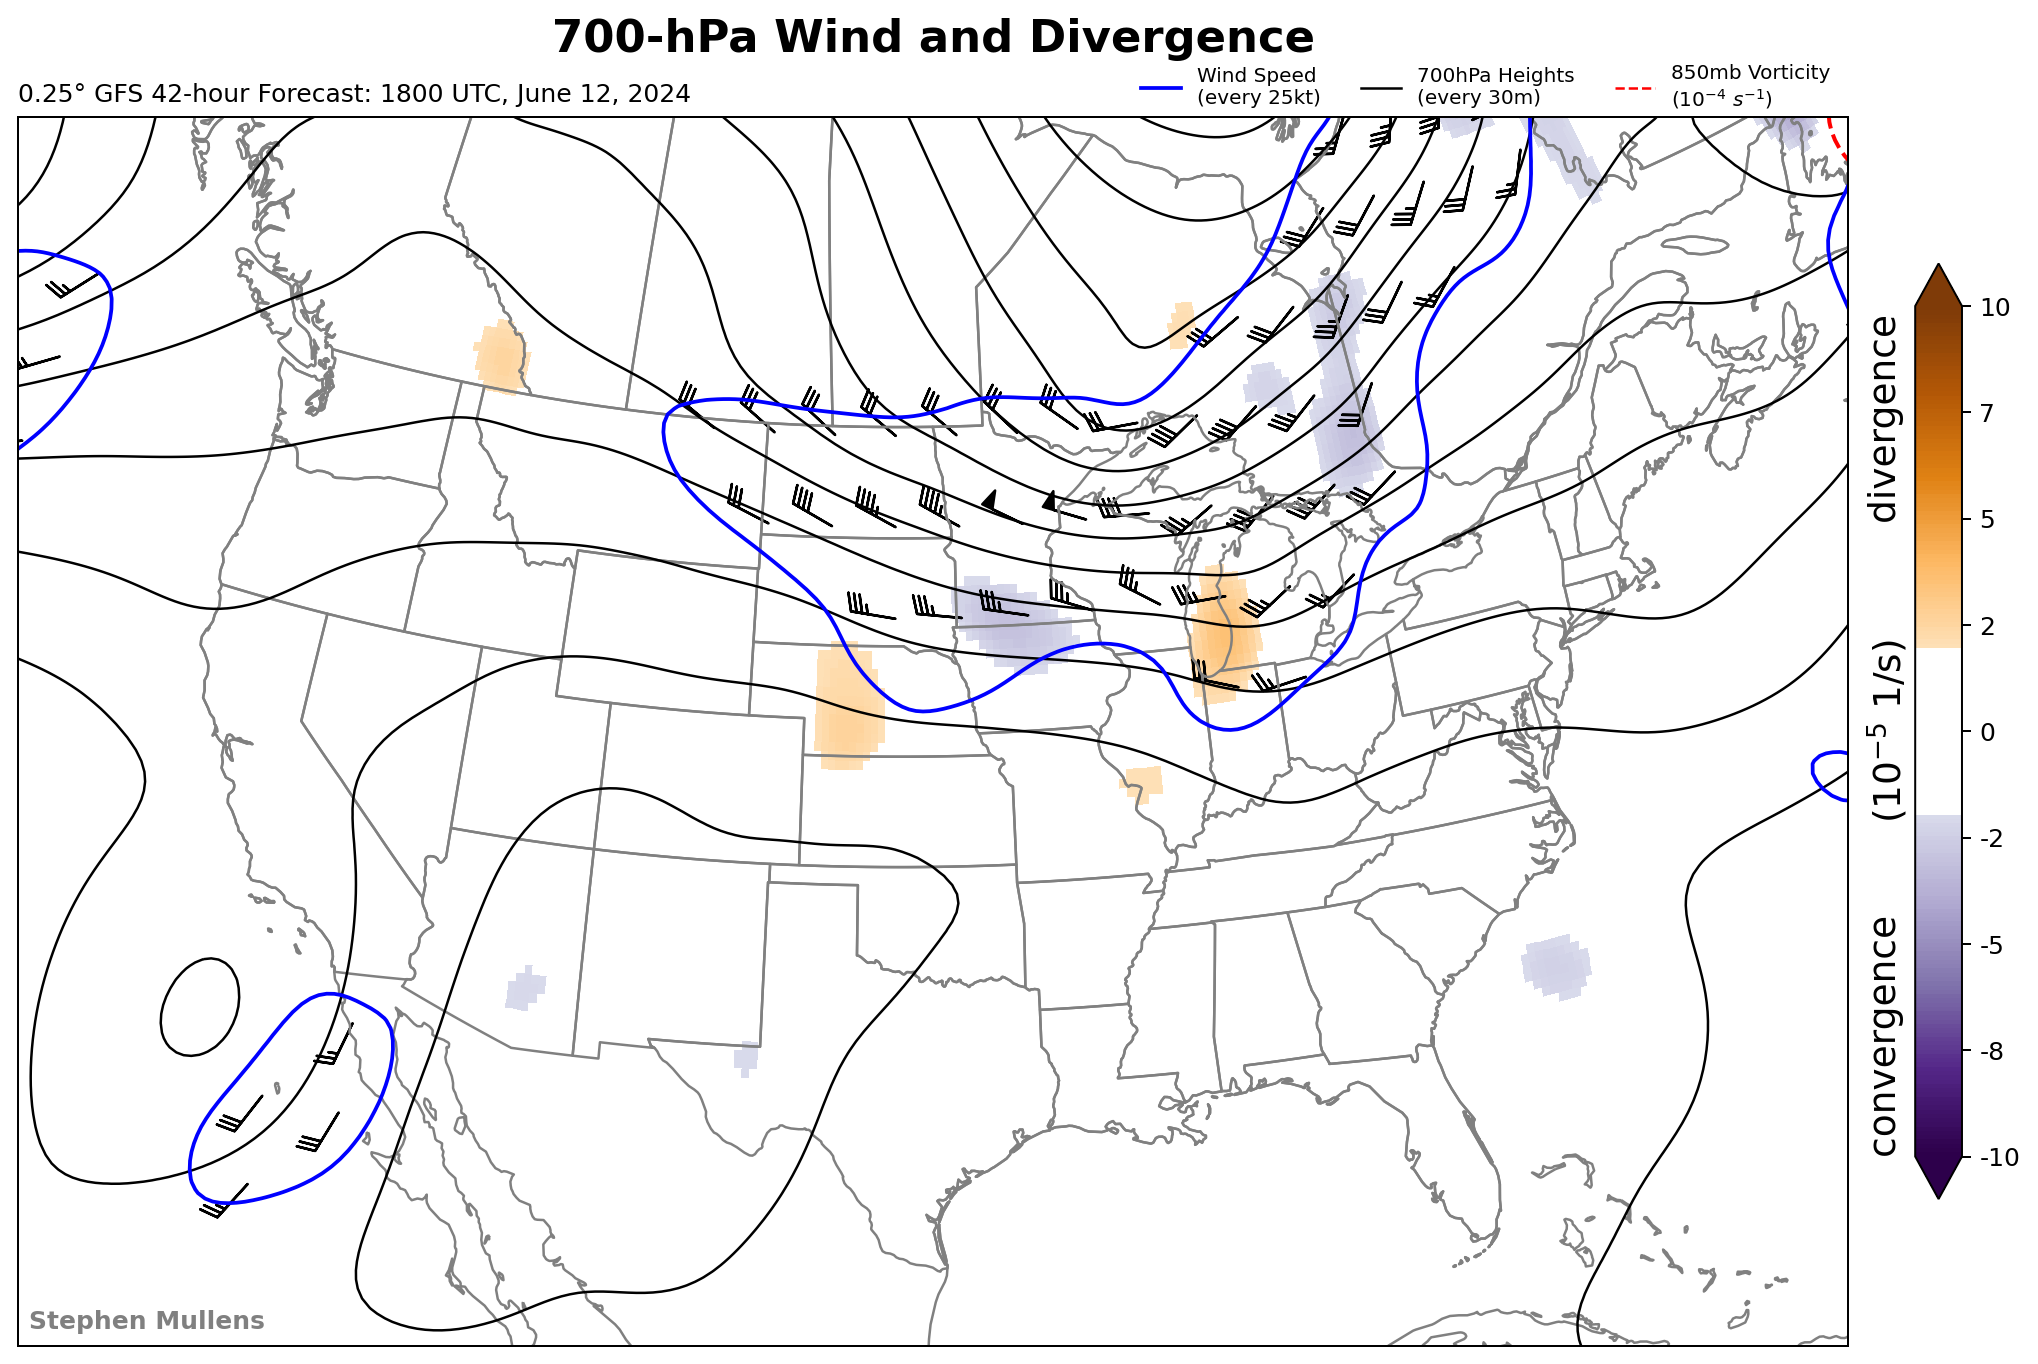 700-hPa Wind and Divergence
0.25° GFS 42-hour Forecast: 1800 UTC, June 12, 2024
Wind Speed
(every 25kt)
700hPa Heights
(every 30m)
850mb Vorticity
(10⁻⁴ s⁻¹)
10
7
5
2
0
-2
-5
-8
-10
convergence (10⁻⁵ 1/s) divergence
Stephen Mullens